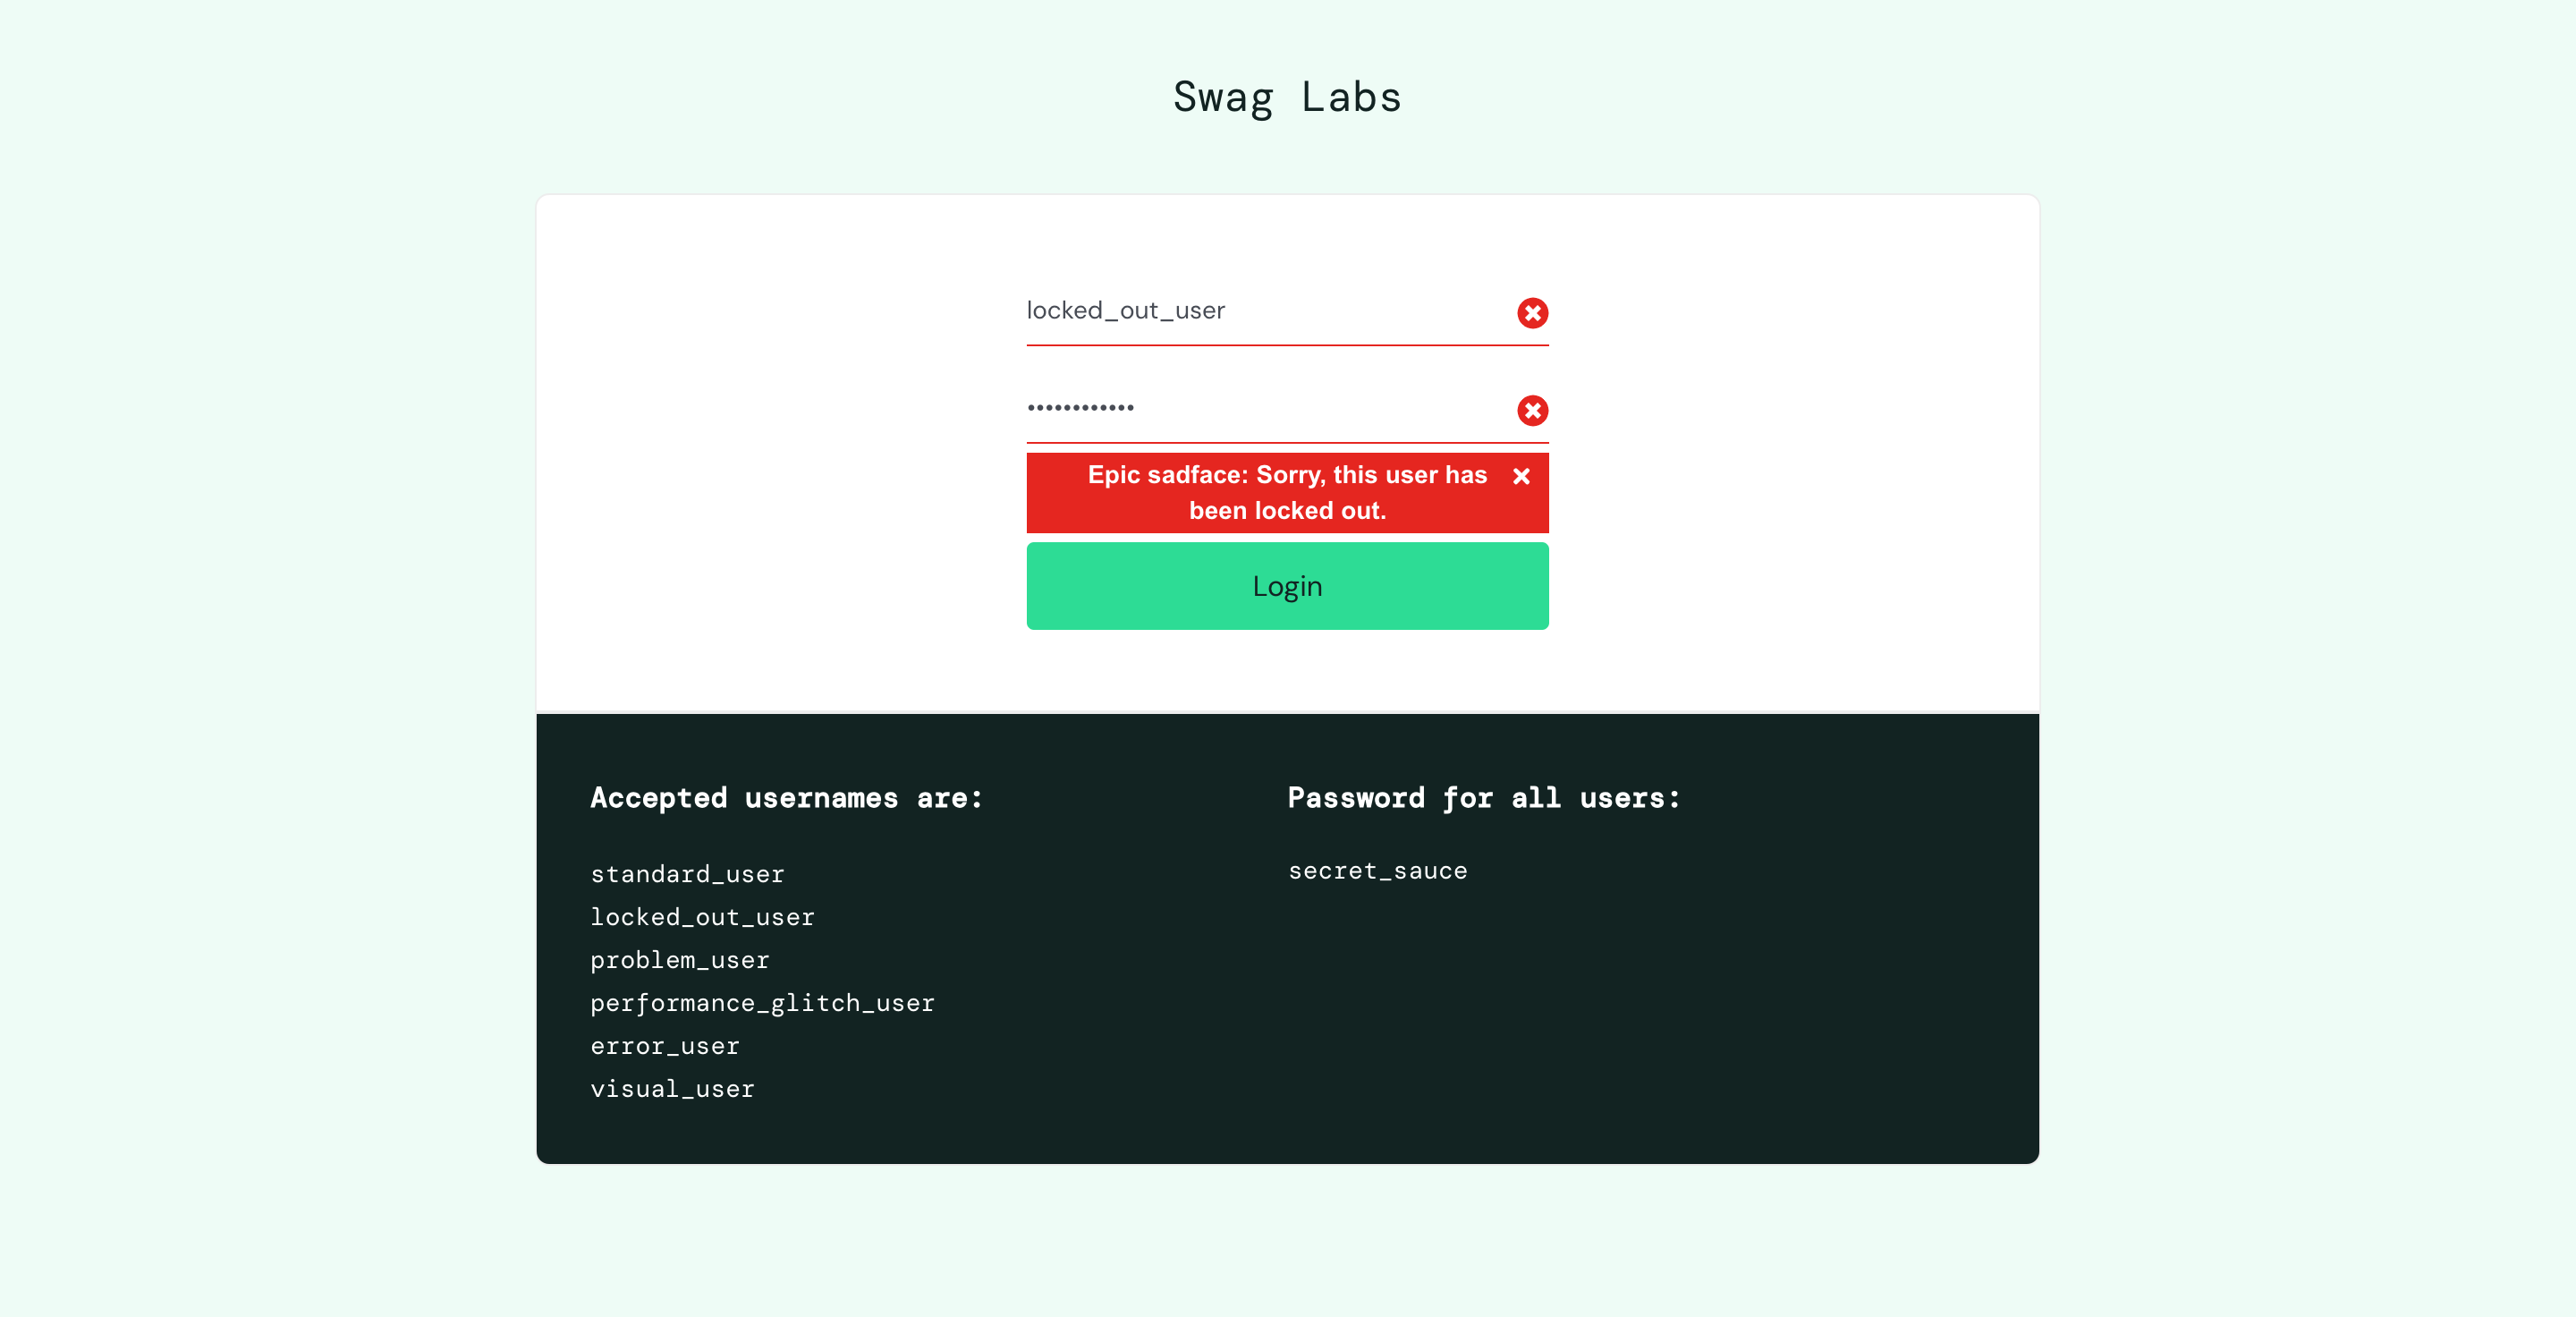 Swag Labs
locked_out_user
••••••••••••
Epic sadface: Sorry, this user has
been locked out.
Login
Accepted usernames are:
standard_user
locked_out_user
problem_user
performance_glitch_user
error_user
visual_user
Password for all users:
secret_sauce